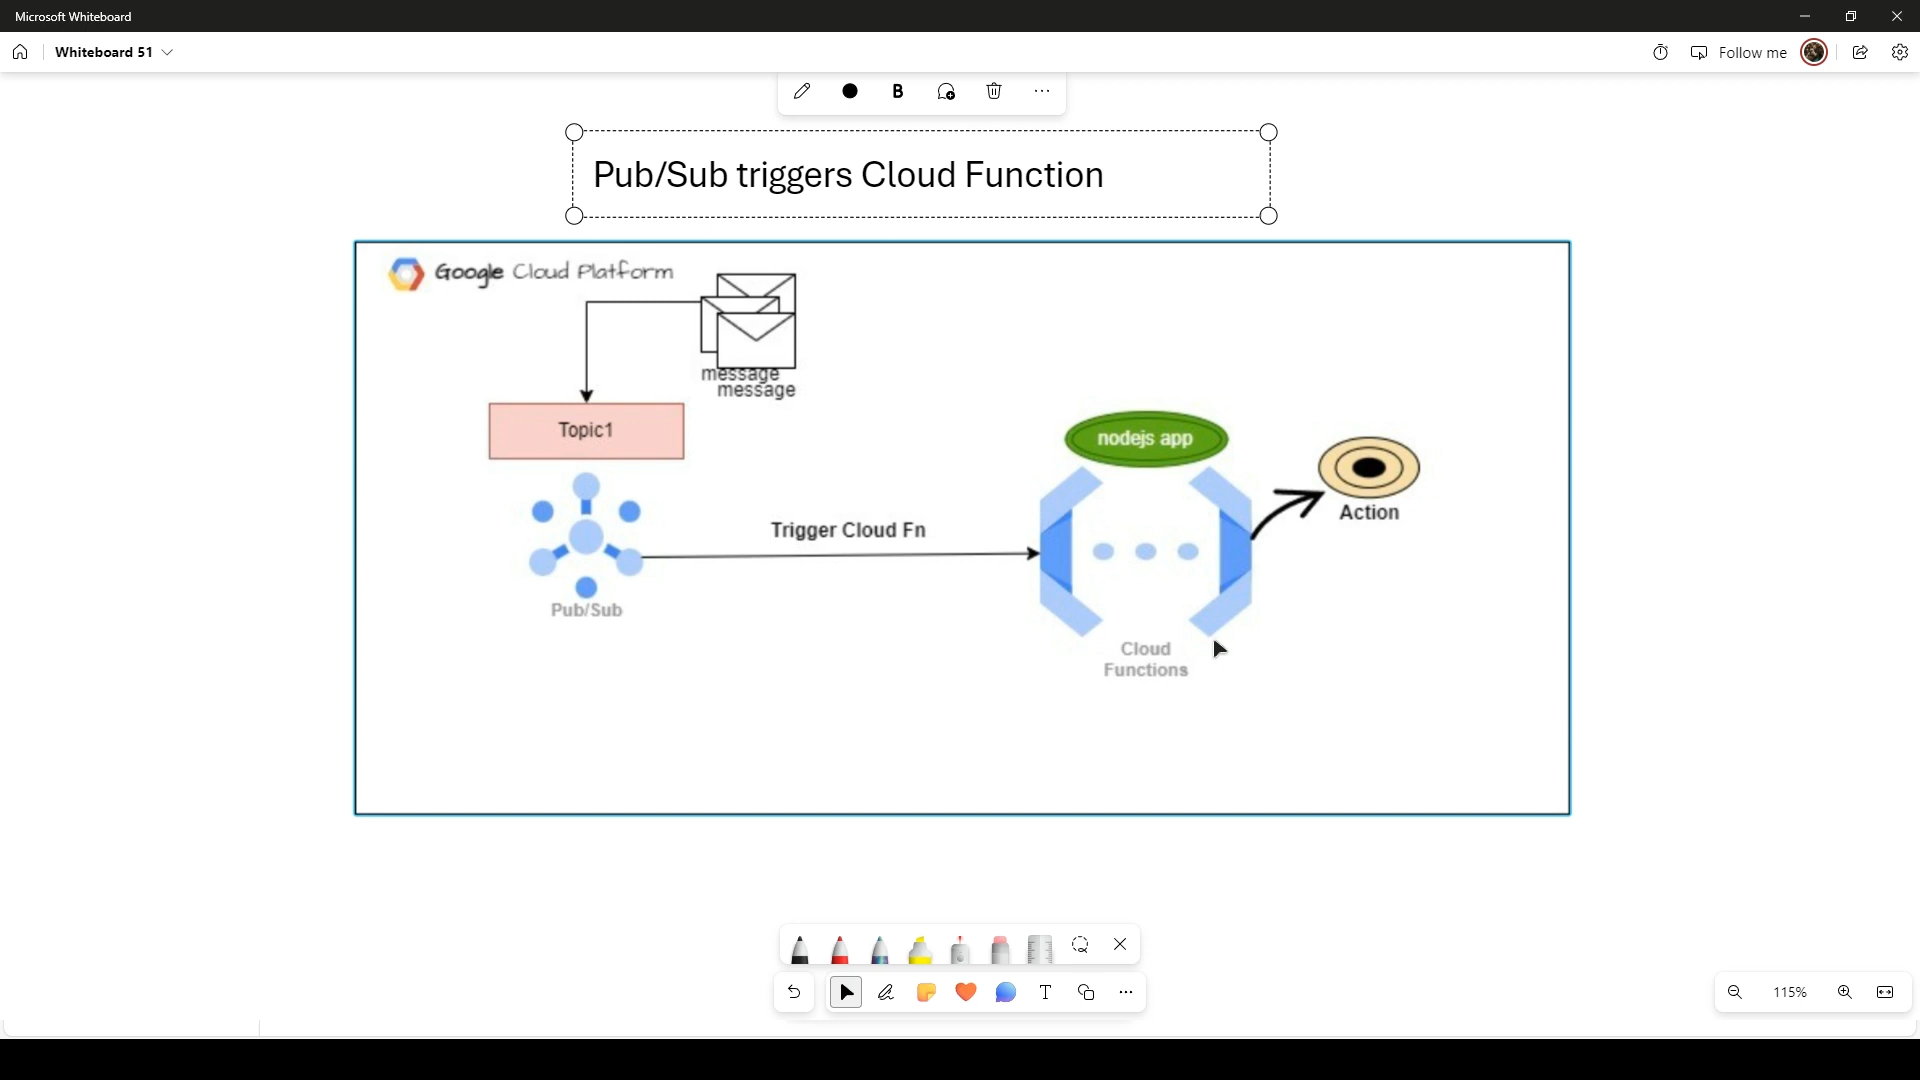 Microsoft Whiteboard
Whiteboard 51
Follow me
B
Pub/Sub triggers Cloud Function
Google Cloud Platform
message
message
Topic1
nodejs app
Trigger Cloud Fn
Action
Pub/Sub
Cloud
Functions
T
115%